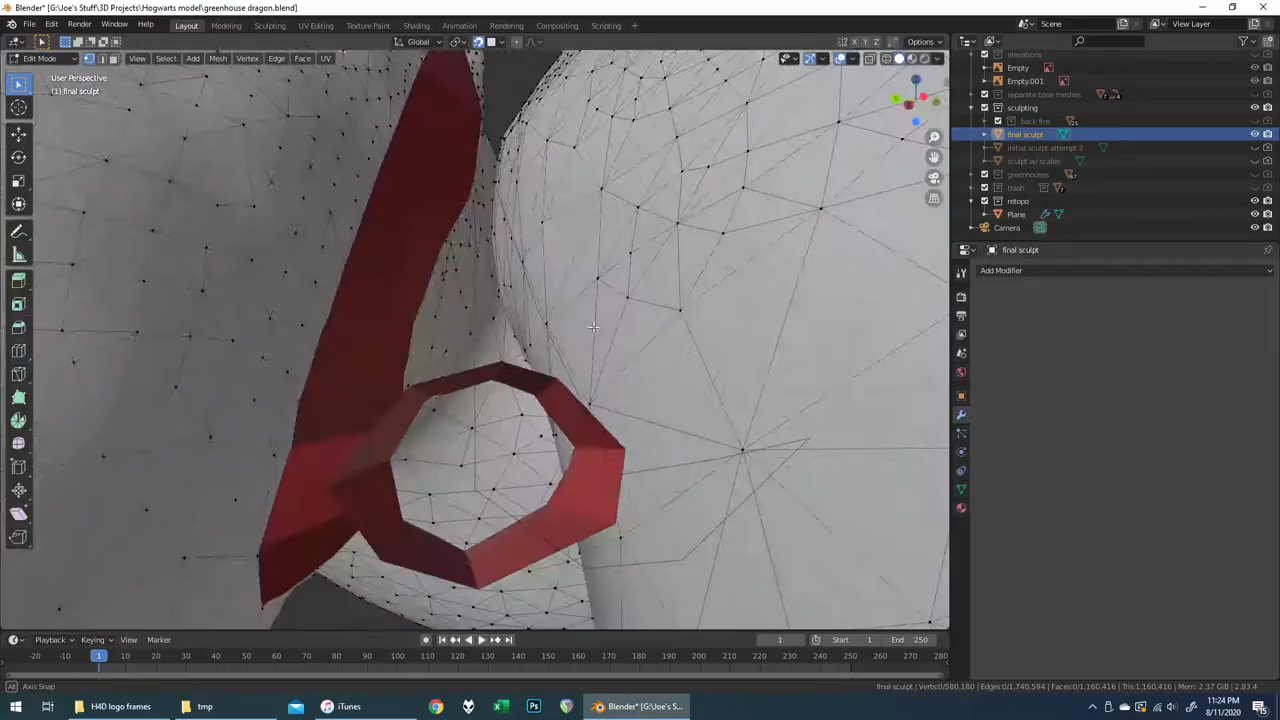 Blender* [G:\Joe's Stuff\3D Projects\Hogwarts model\greenhouse dragon.blend]
File Edit Render Window Help Layout Modeling Sculpting UV Editing Texture Paint Shading Animation Rendering Compositing Scripting + Scene View Layer
Global X Y Z Options
Edit Mode View Select Add Mesh Vertex Edge Face UV
User Perspective
(1) final sculpt
elevations
Empty
Empty.001
separate base meshes
sculpting
back fins
final sculpt
initial sculpt attempt 2
sculpt w/ scales
greenhouses
trash
retopo
Plane
Camera
final sculpt
Add Modifier
Playback Keying View Marker 1 Start 1 End 250
-20 -10 1 10 20 30 40 50 60 70 80 90 100 110 120 130 140 150 160 170 180 190 200 210 220 230 240 250 260 270 280
Axis Snap final sculpt | Verts:0/580,180 | Edges:0/1,740,594 | Faces:0/1,160,416 | Tris:1,160,416 | Mem: 2.37 GiB | 2.83.4
H4D logo frames tmp iTunes Blender* [G:\Joe's S... 11:24 PM
8/11/2020